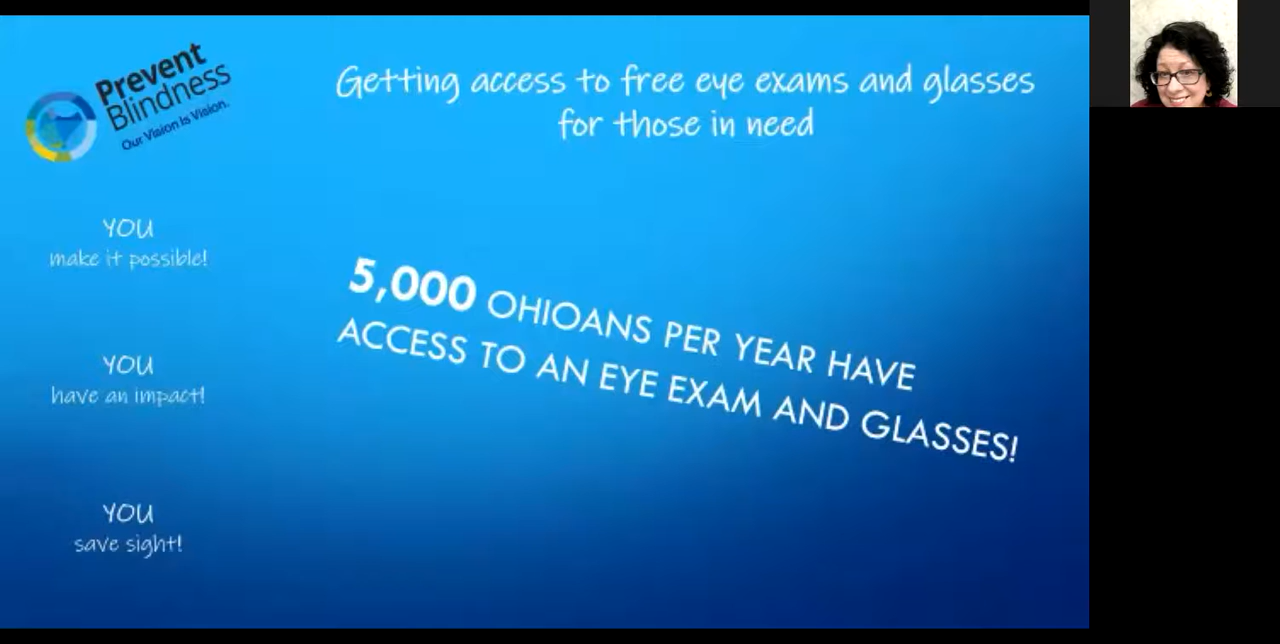 Prevent
Blindness
Our Vision Is Vision.
Getting access to free eye exams and glasses
for those in need
YOU
make it possible!
5,000 OHIOANS PER YEAR HAVE
ACCESS TO AN EYE EXAM AND GLASSES!
YOU
have an impact!
YOU
save sight!